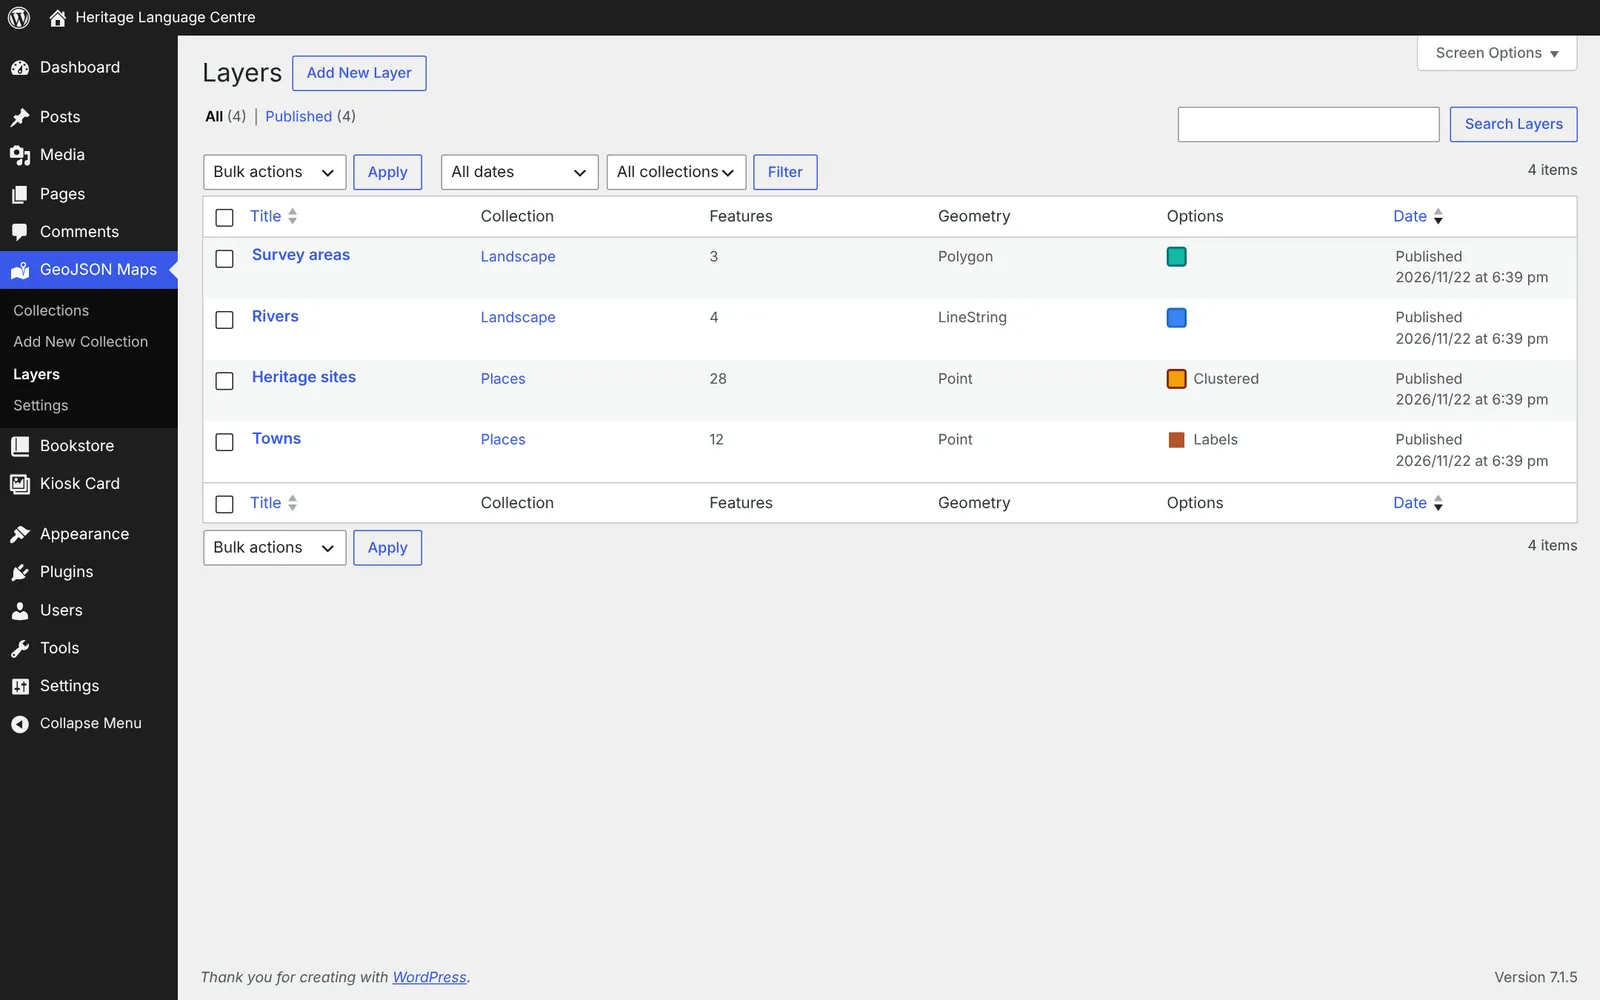 Heritage Language Centre
Dashboard
Posts
Media
Pages
Comments
GeoJSON Maps
Collections
Add New Collection
Layers
Settings
Bookstore
Kiosk Card
Appearance
Plugins
Users
Tools
Settings
Collapse Menu
Screen Options
Layers Add New Layer
All (4) | Published (4)
Search Layers
Bulk actions Apply All dates All collections Filter 4 items
Title Collection Features Geometry Options Date
Survey areas Landscape 3 Polygon Published
2026/11/22 at 6:39 pm
Rivers Landscape 4 LineString Published
2026/11/22 at 6:39 pm
Heritage sites Places 28 Point Clustered Published
2026/11/22 at 6:39 pm
Towns Places 12 Point Labels Published
2026/11/22 at 6:39 pm
Title Collection Features Geometry Options Date
Bulk actions Apply 4 items
Thank you for creating with WordPress. Version 7.1.5